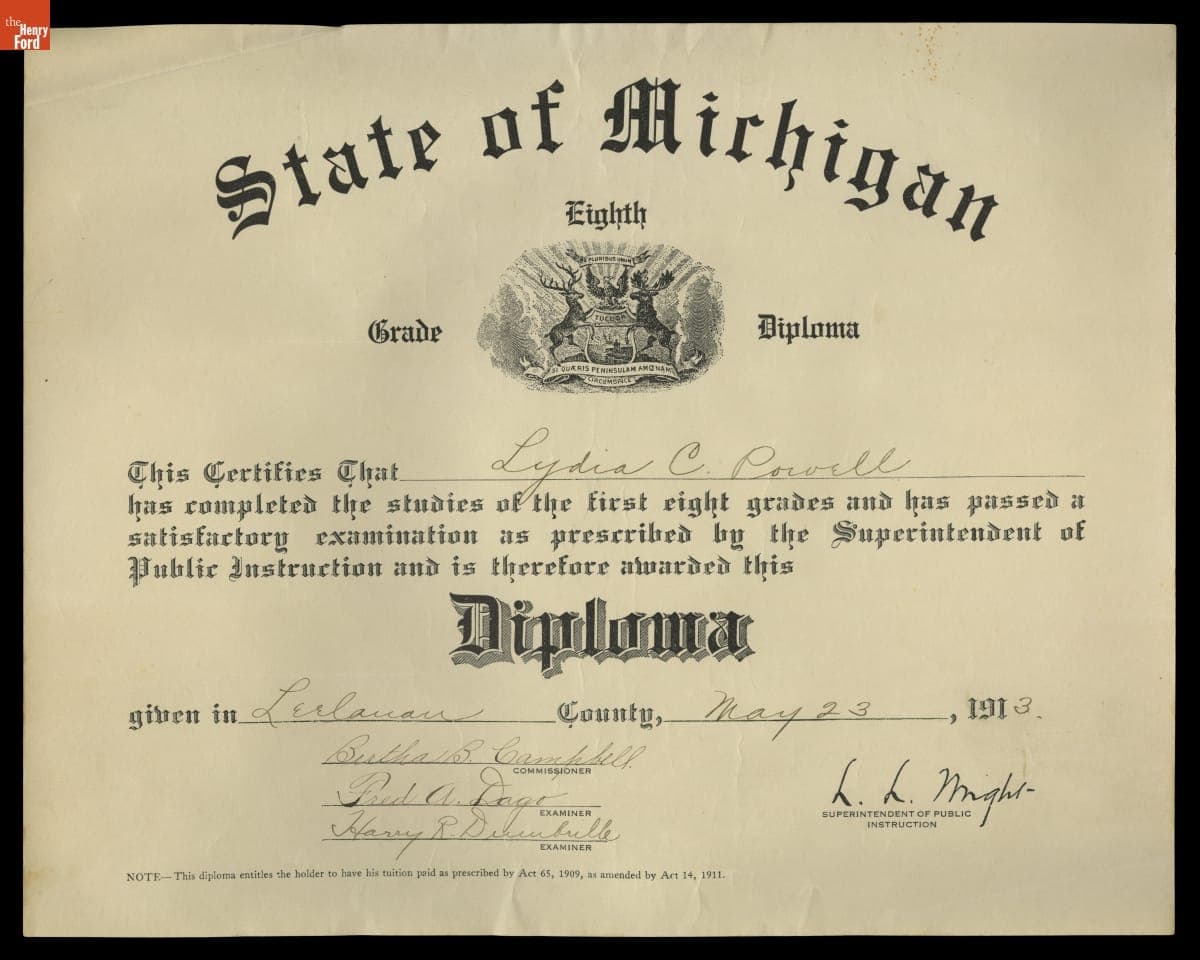 the
Henry
Ford
State of Michigan
Eighth
E PLURIBUS UNUM
Grade
TUEBOR
Diploma
SI QUÆRIS PENINSULAM AMŒNAM
CIRCUMSPICE
This Certifies That Lydia C. Powell
has completed the studies of the first eight grades and has passed a
satisfactory examination as prescribed by the Superintendent of
Public Instruction and is therefore awarded this
Diploma
given in Leelanau County, May 23, 1913.
Bertha B. Campbell.
COMMISSIONER
Fred A. Dago
EXAMINER
Harry R. Dumbrille
EXAMINER
L. L. Wright
SUPERINTENDENT OF PUBLIC
INSTRUCTION
NOTE—This diploma entitles the holder to have his tuition paid as prescribed by Act 65, 1909, as amended by Act 14, 1911.